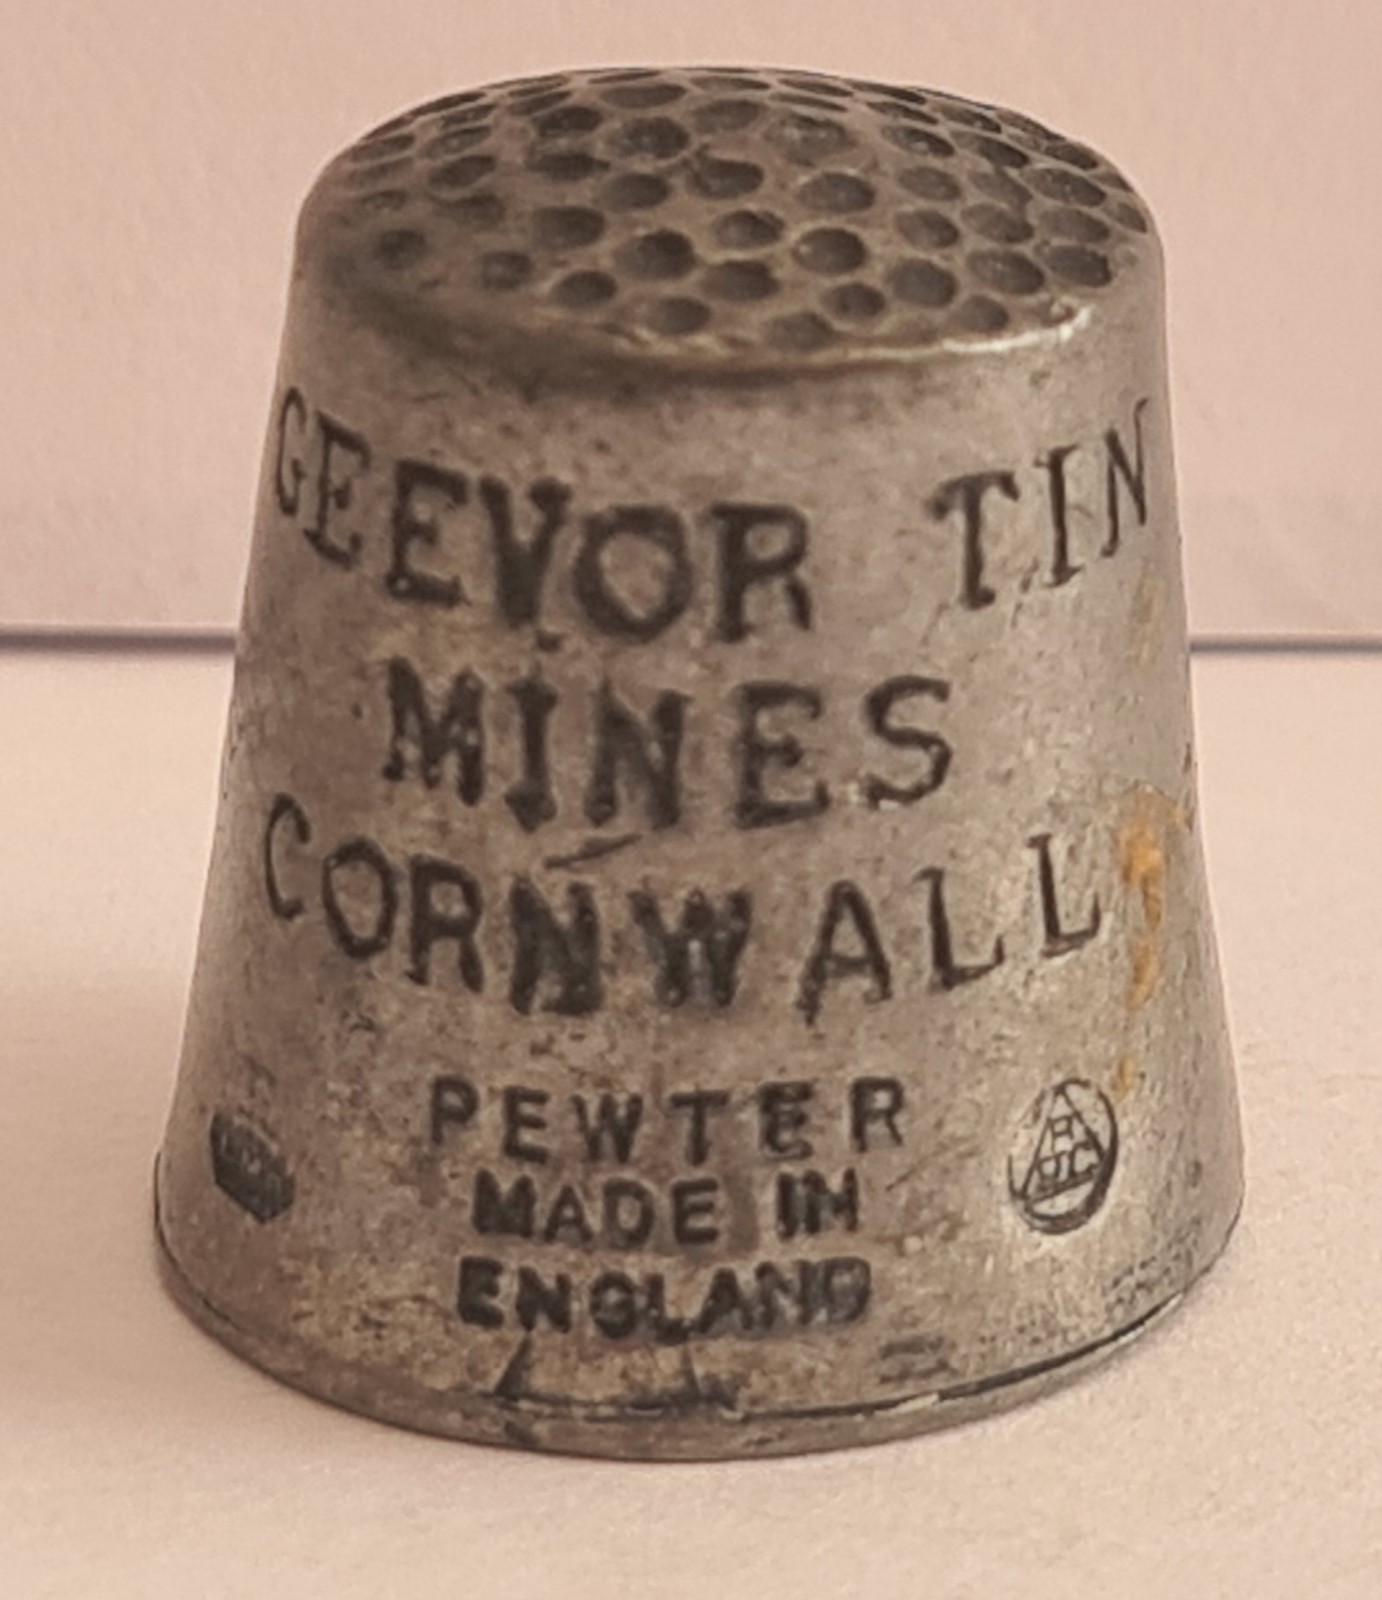 GEEVOR TIN
MINES
CORNWALL
PEWTER
MADE IN
ENGLAND